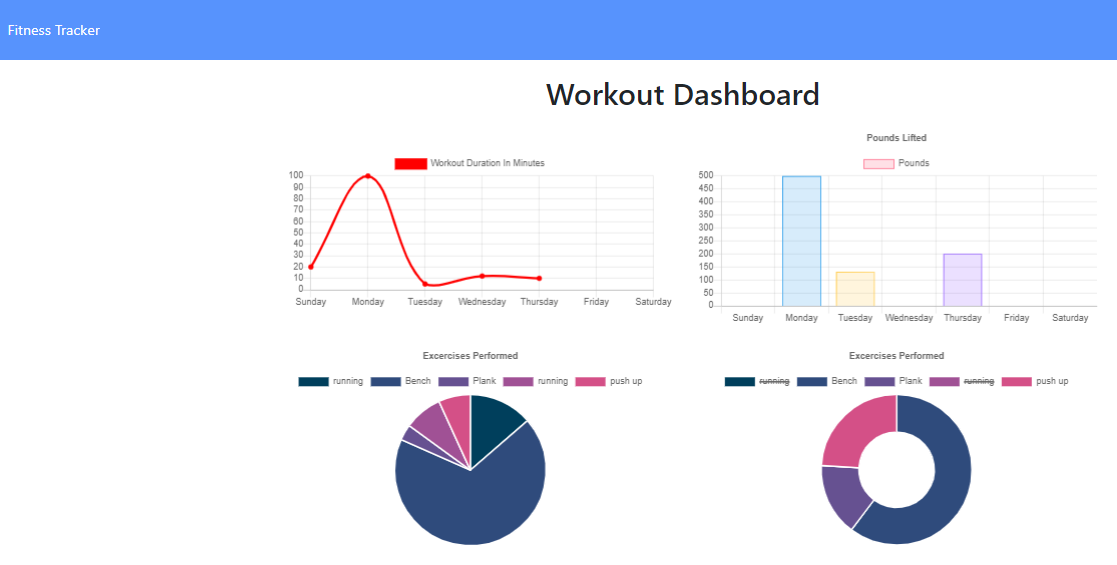 Fitness Tracker
Workout Dashboard
Workout Duration In Minutes
100
90
80
70
60
50
40
30
20
10
0
Sunday Monday Tuesday Wednesday Thursday Friday Saturday
Pounds Lifted
Pounds
500
450
400
350
300
250
200
150
100
50
0
Sunday Monday Tuesday Wednesday Thursday Friday Saturday
Excercises Performed
running Bench Plank running push up
Excercises Performed
running Bench Plank running push up